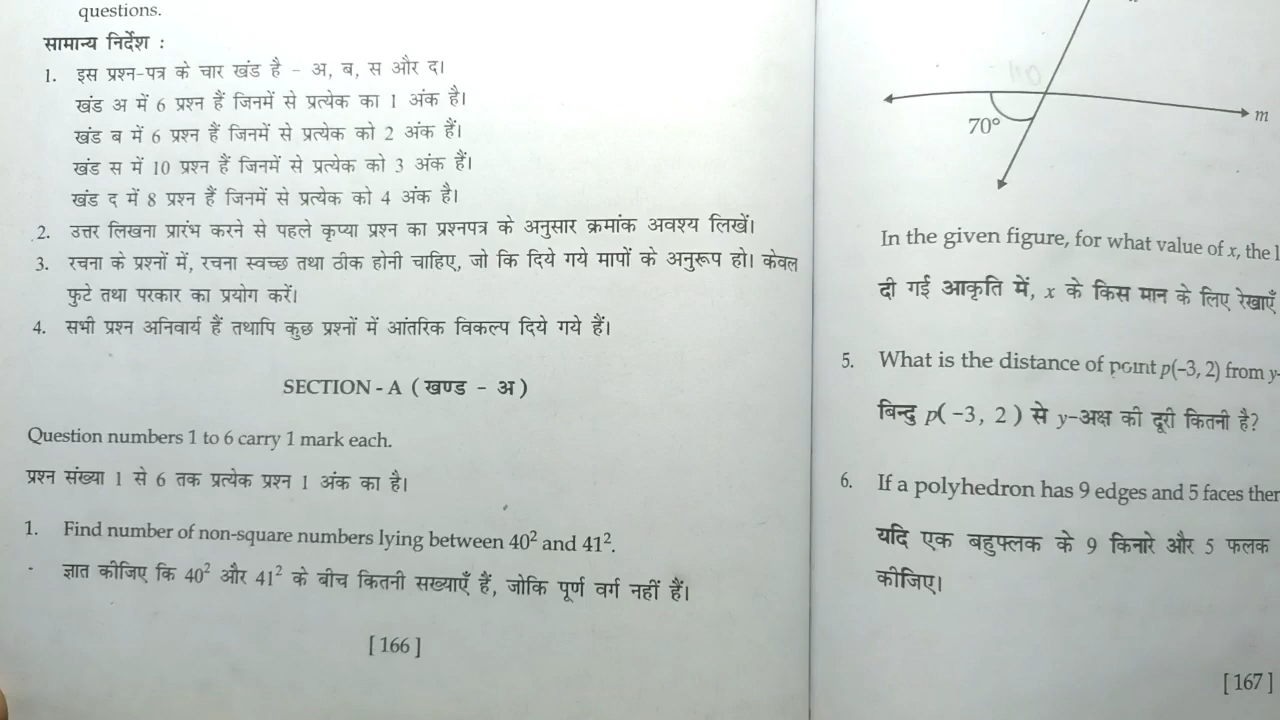 questions.
सामान्य निर्देश :
1. इस प्रश्न-पत्र के चार खंड है - अ, ब, स और द।
खंड अ में 6 प्रश्न हैं जिनमें से प्रत्येक का 1 अंक है।
खंड ब में 6 प्रश्न हैं जिनमें से प्रत्येक को 2 अंक हैं।
खंड स में 10 प्रश्न हैं जिनमें से प्रत्येक को 3 अंक हैं।
खंड द में 8 प्रश्न हैं जिनमें से प्रत्येक को 4 अंक है।
2. उत्तर लिखना प्रारंभ करने से पहले कृप्या प्रश्न का प्रश्नपत्र के अनुसार क्रमांक अवश्य लिखें।
3. रचना के प्रश्नों में, रचना स्वच्छ तथा ठीक होनी चाहिए, जो कि दिये गये मापों के अनुरूप हो। केवल
फुटे तथा परकार का प्रयोग करें।
4. सभी प्रश्न अनिवार्य हैं तथापि कुछ प्रश्नों में आंतरिक विकल्प दिये गये हैं।
SECTION - A ( खण्ड - अ )
Question numbers 1 to 6 carry 1 mark each.
प्रश्न संख्या 1 से 6 तक प्रत्येक प्रश्न 1 अंक का है।
1. Find number of non-square numbers lying between 40² and 41².
ज्ञात कीजिए कि 40² और 41² के बीच कितनी सख्याएँ हैं, जोकि पूर्ण वर्ग नहीं हैं।
[ 166 ]
110
m
70°
In the given figure, for what value of x, the
दी गई आकृति में, x के किस मान के लिए रेखाएँ
5. What is the distance of point p(–3, 2) from y-
बिन्दु p( –3, 2 ) से y-अक्ष की दूरी कितनी है?
6. If a polyhedron has 9 edges and 5 faces then
यदि एक बहुफ्लक के 9 किनारे और 5 फलक
कीजिए।
[ 167 ]